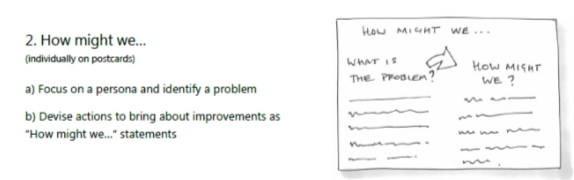 2. How might we...
(individually on postcards)
a) Focus on a persona and identify a problem
b) Devise actions to bring about improvements as
"How might we..." statements
HOW MIGHT WE ...
WHAT IS
THE PROBLEM?
HOW MIGHT
WE ?